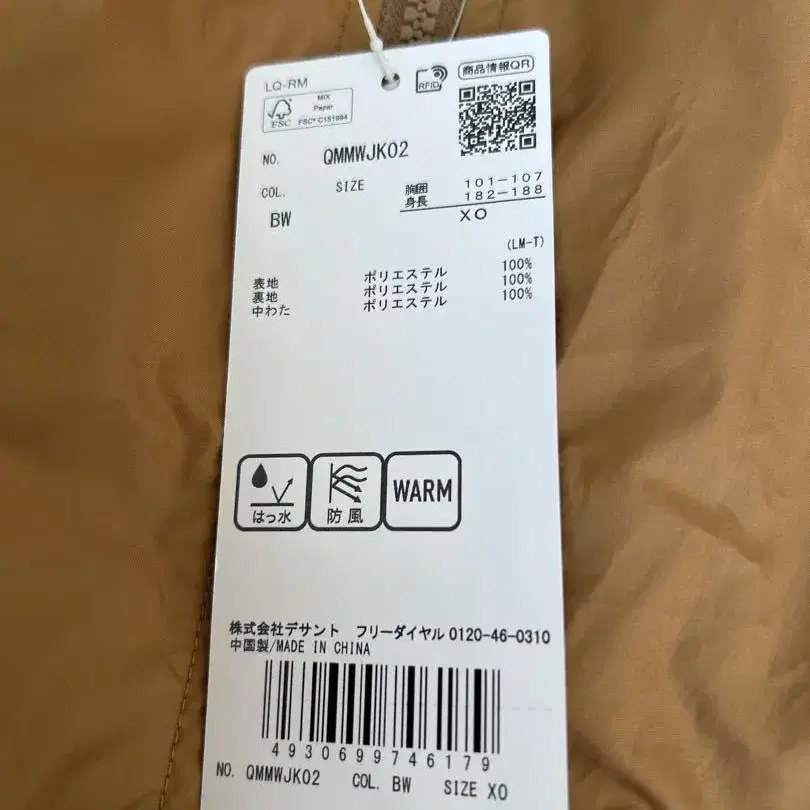 LQ-RM
RFID
商品情報QR
FSC
MIX
Paper
FSC® C151994
NO. QMMWJK02
COL. SIZE 胸囲 101-107
身長 182-188
BW XO
(LM-T)
表地 ポリエステル 100%
裏地 ポリエステル 100%
中わた ポリエステル 100%
はっ水
防風
WARM
株式会社デサント フリーダイヤル 0120-46-0310
中国製/MADE IN CHINA
4930699746179
NO. QMMWJK02 COL. BW SIZE XO